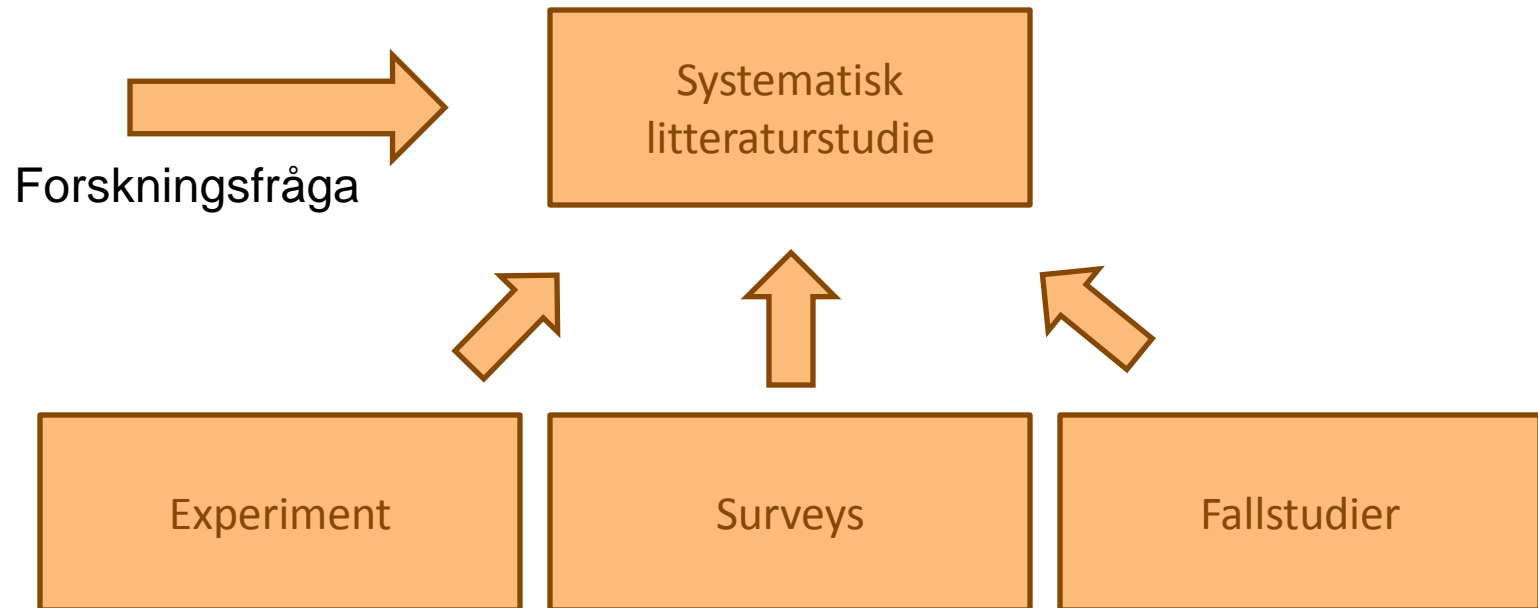 Systematisk
litteraturstudie
Forskningsfråga
Experiment
Surveys
Fallstudier